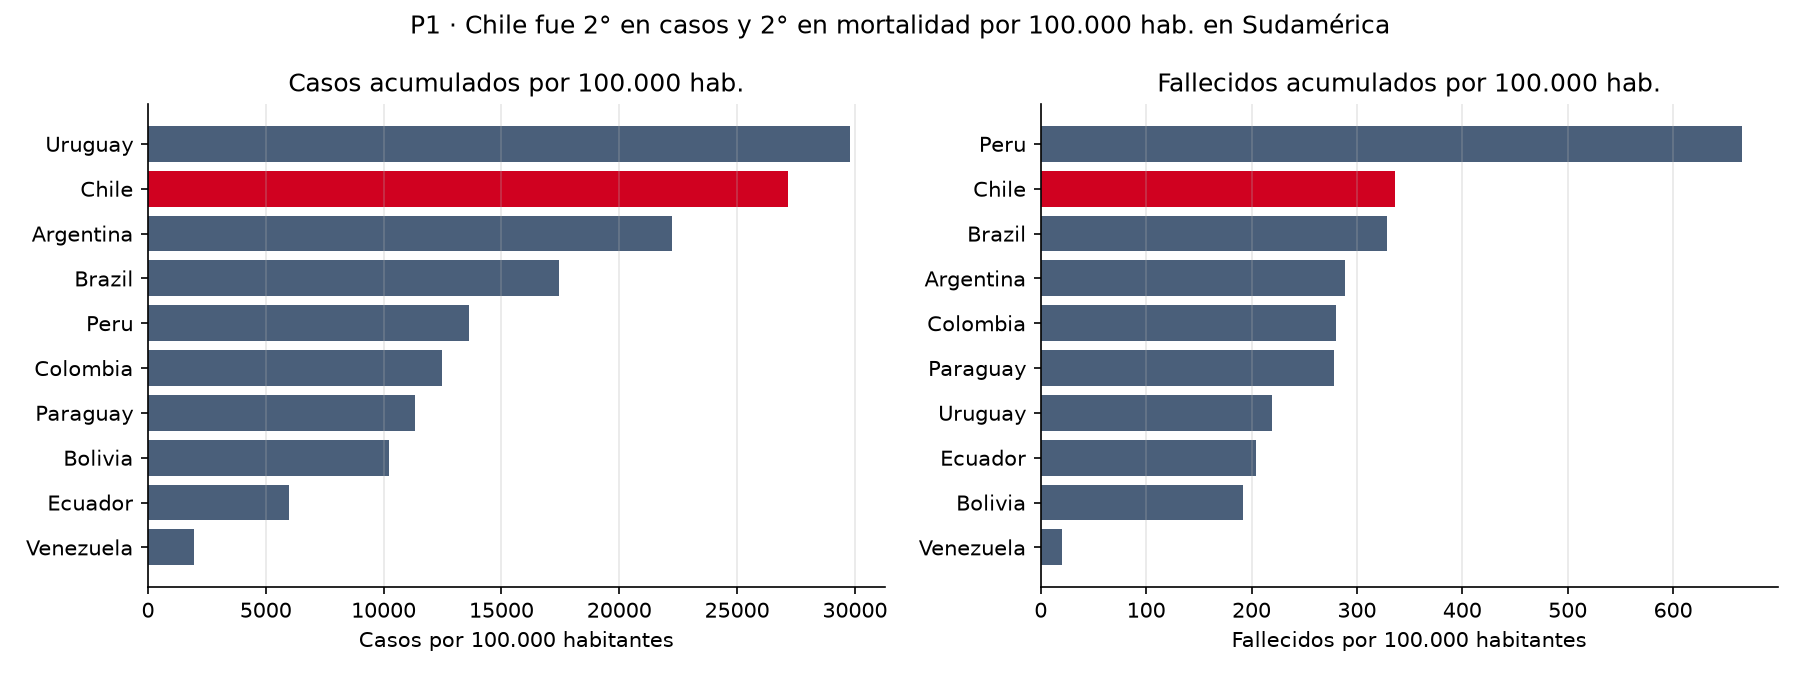 P1 · Chile fue 2° en casos y 2° en mortalidad por 100.000 hab. en Sudamérica
Casos acumulados por 100.000 hab.
Uruguay
Chile
Argentina
Brazil
Peru
Colombia
Paraguay
Bolivia
Ecuador
Venezuela
0 5000 10000 15000 20000 25000 30000
Casos por 100.000 habitantes
Fallecidos acumulados por 100.000 hab.
Peru
Chile
Brazil
Argentina
Colombia
Paraguay
Uruguay
Ecuador
Bolivia
Venezuela
0 100 200 300 400 500 600
Fallecidos por 100.000 habitantes